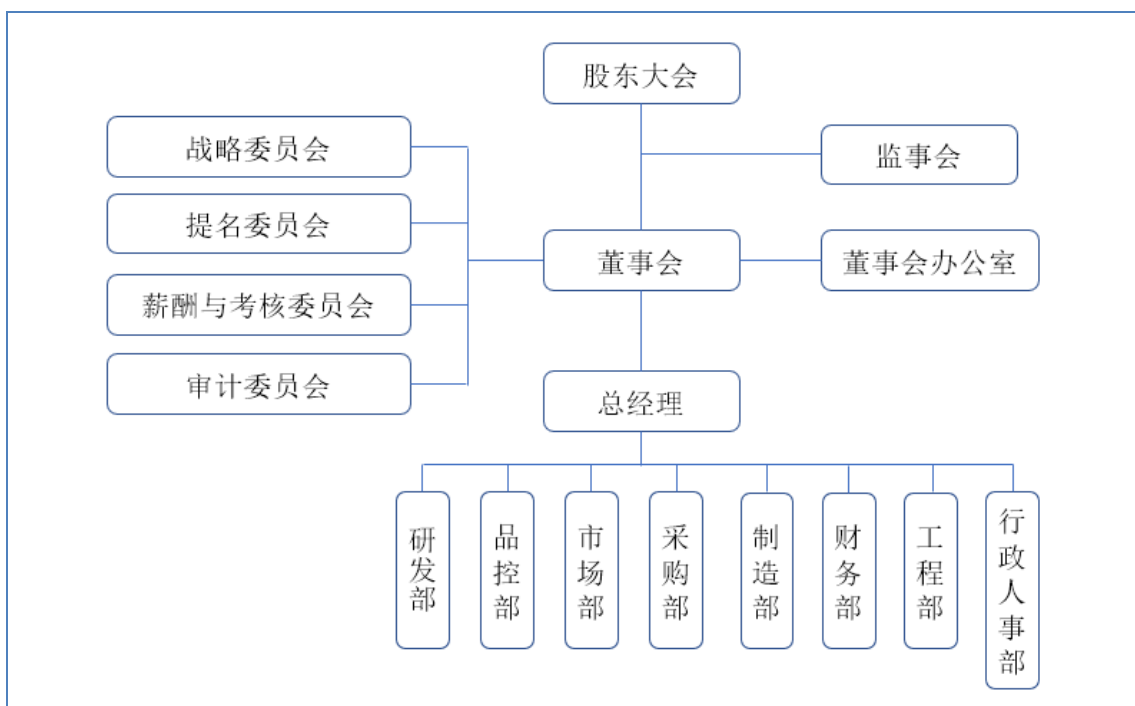 股东大会
战略委员会
监事会
提名委员会
董事会
董事会办公室
薪酬与考核委员会
审计委员会
总经理
研发部
品控部
市场部
采购部
制造部
财务部
工程部
行政人事部